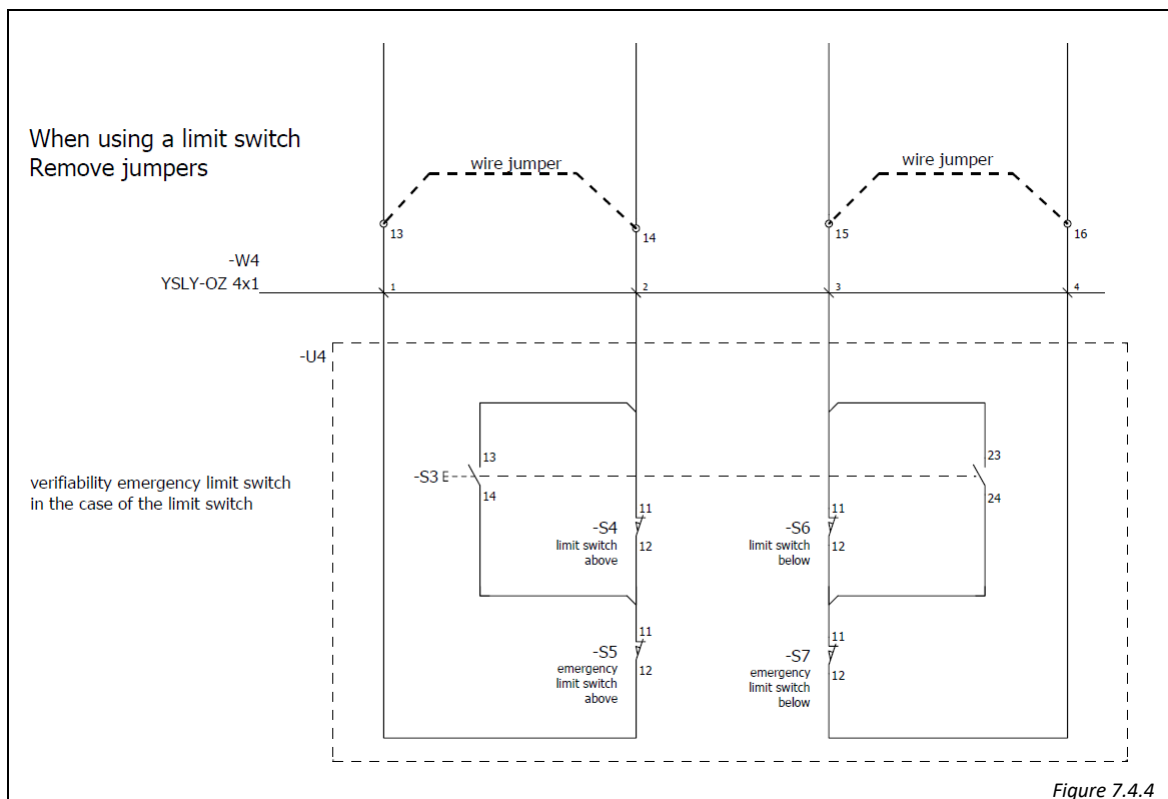 When using a limit switch
Remove jumpers
wire jumper
wire jumper
13
14
15
16
-W4
YSLY-OZ 4x1
1
2
3
4
-U4
verifiability emergency limit switch
in the case of the limit switch
-S3 E
13
14
23
24
-S4
limit switch
above
11
12
-S6
limit switch
below
11
12
-S5
emergency
limit switch
above
11
12
-S7
emergency
limit switch
below
11
12
Figure 7.4.4